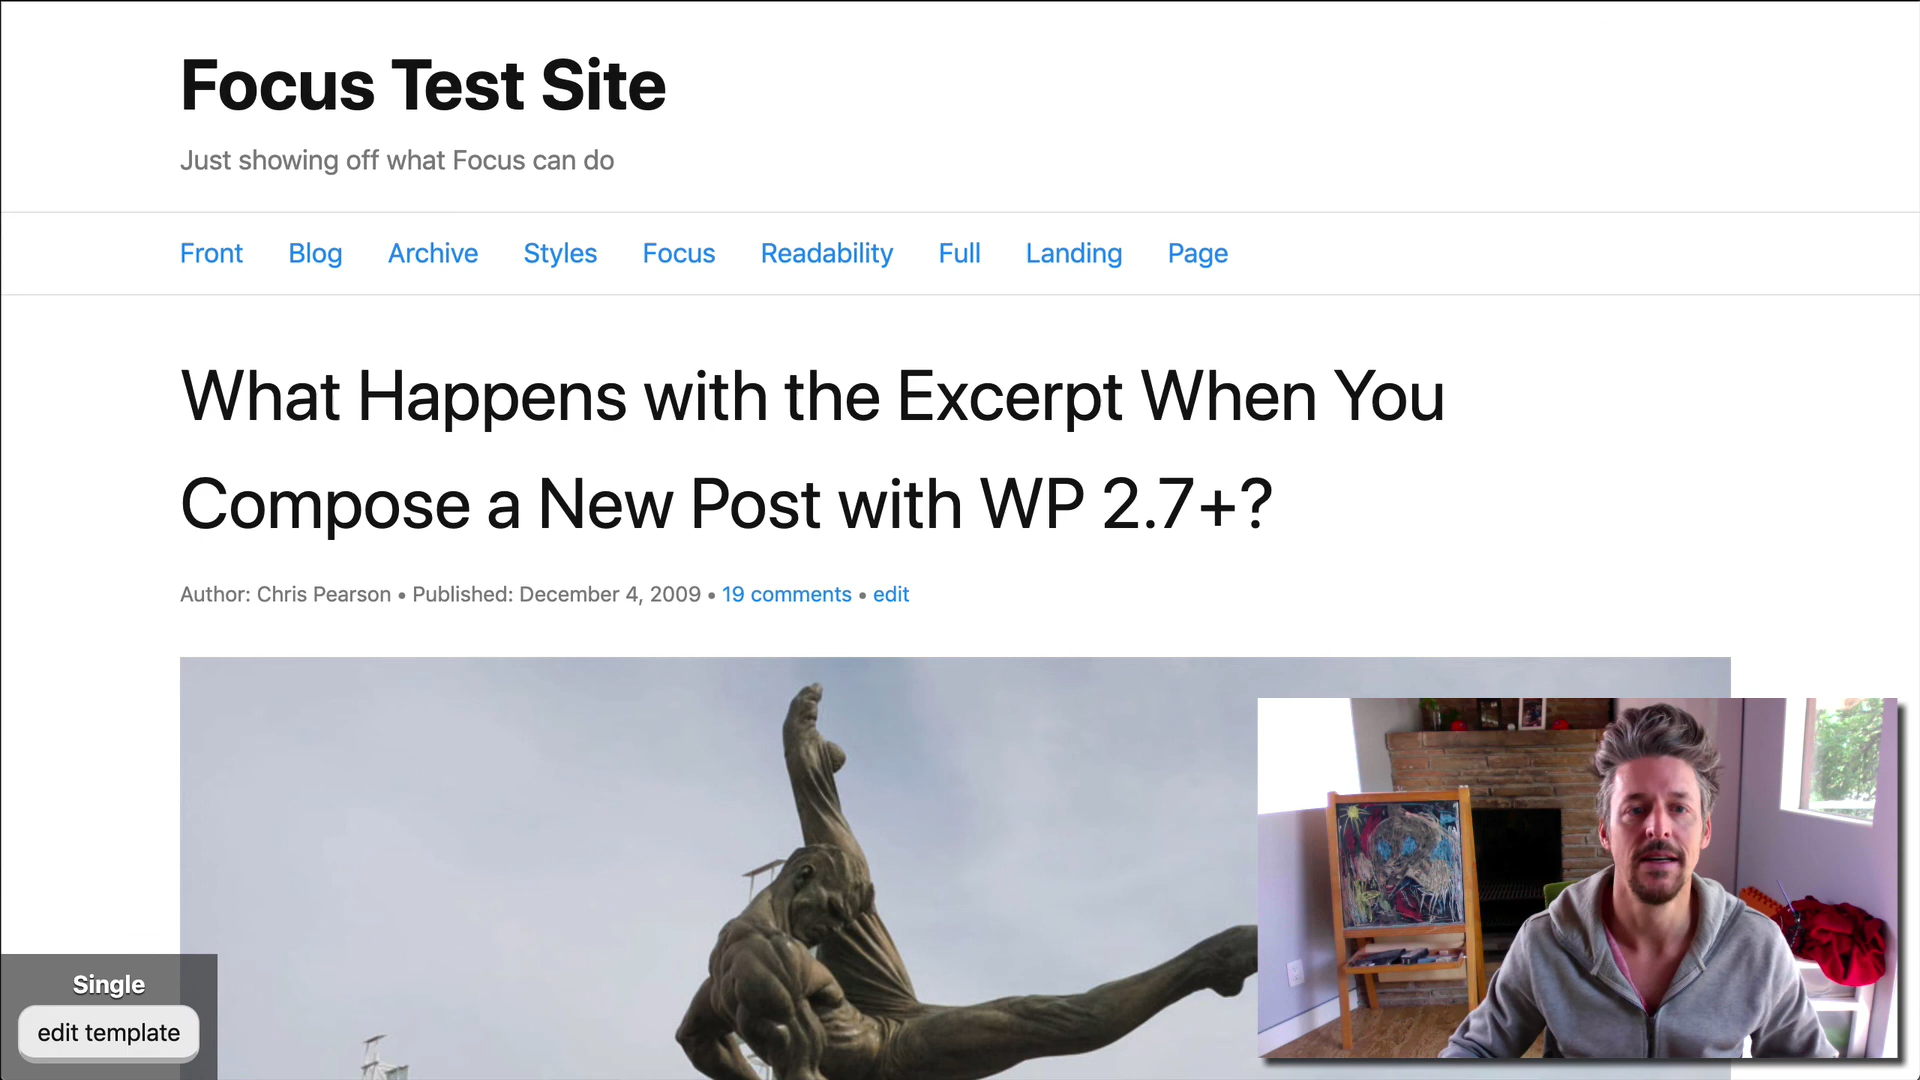 Focus Test Site
Just showing off what Focus can do
Front Blog Archive Styles Focus Readability Full Landing Page
What Happens with the Excerpt When You
Compose a New Post with WP 2.7+?
Author: Chris Pearson • Published: December 4, 2009 • 19 comments • edit
Single
edit template